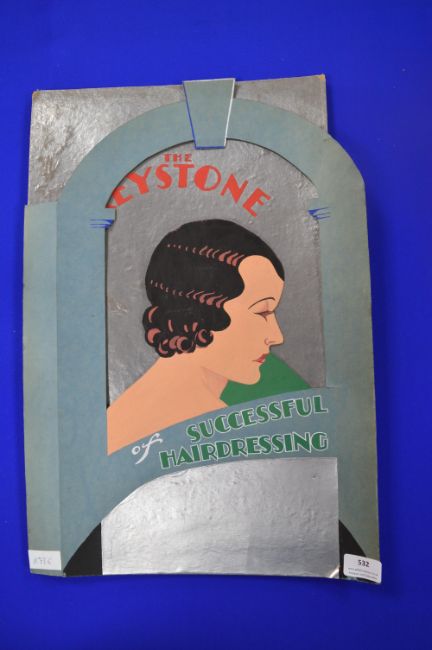 THE
EYSTONE
SUCCESSFUL
of HAIRDRESSING
532